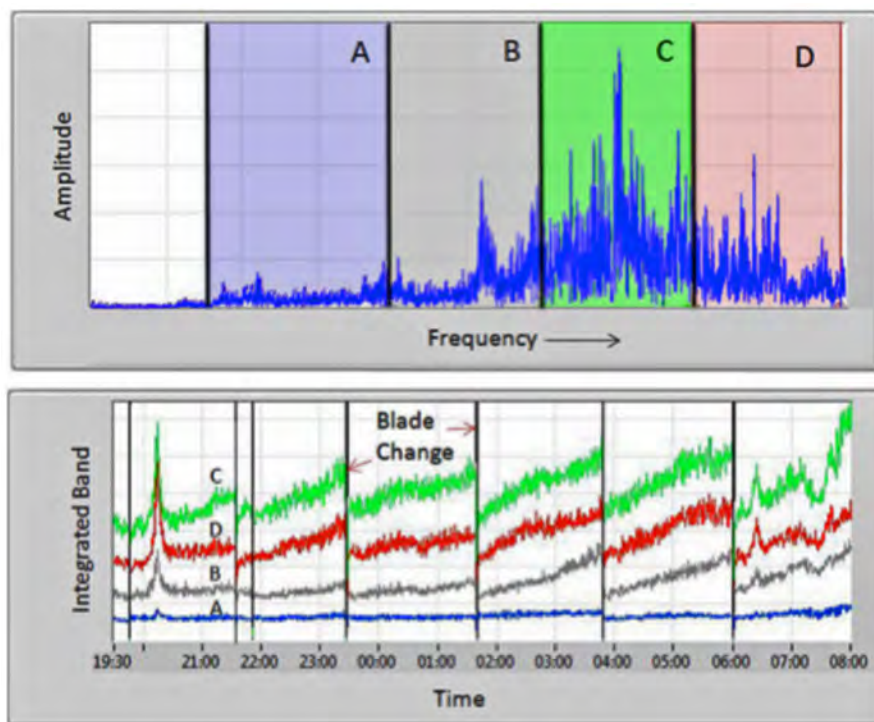 A B C D
Amplitude
Frequency →
Blade
Change
C
D
B
A
Integrated Band
19:30 21:00 22:00 23:00 00:00 01:00 02:00 03:00 04:00 05:00 06:00 07:00 08:00
Time